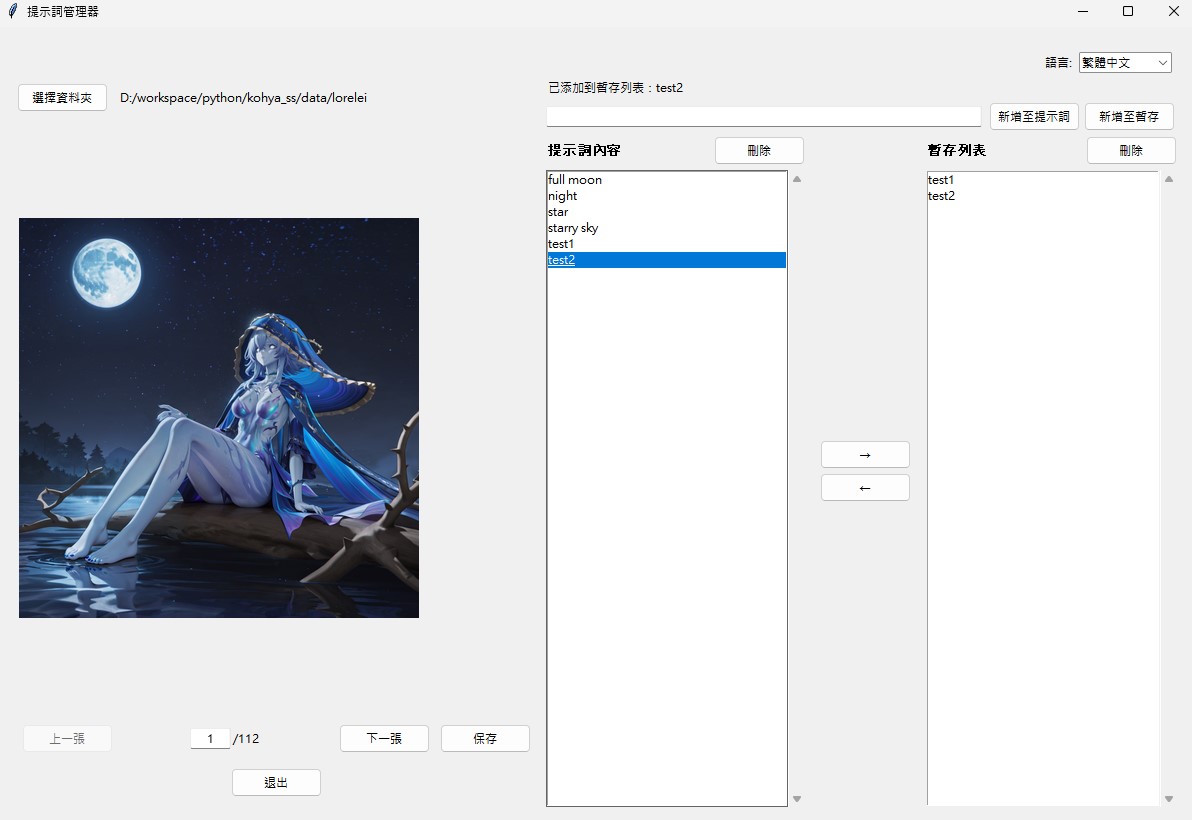 提示詞管理器
語言: 繁體中文
選擇資料夾 D:/workspace/python/kohya_ss/data/lorelei
已添加到暫存列表：test2
新增至提示詞 新增至暫存
提示詞內容 刪除
full moon
night
star
starry sky
test1
test2
→
←
暫存列表 刪除
test1
test2
上一張 1 /112 下一張 保存
退出